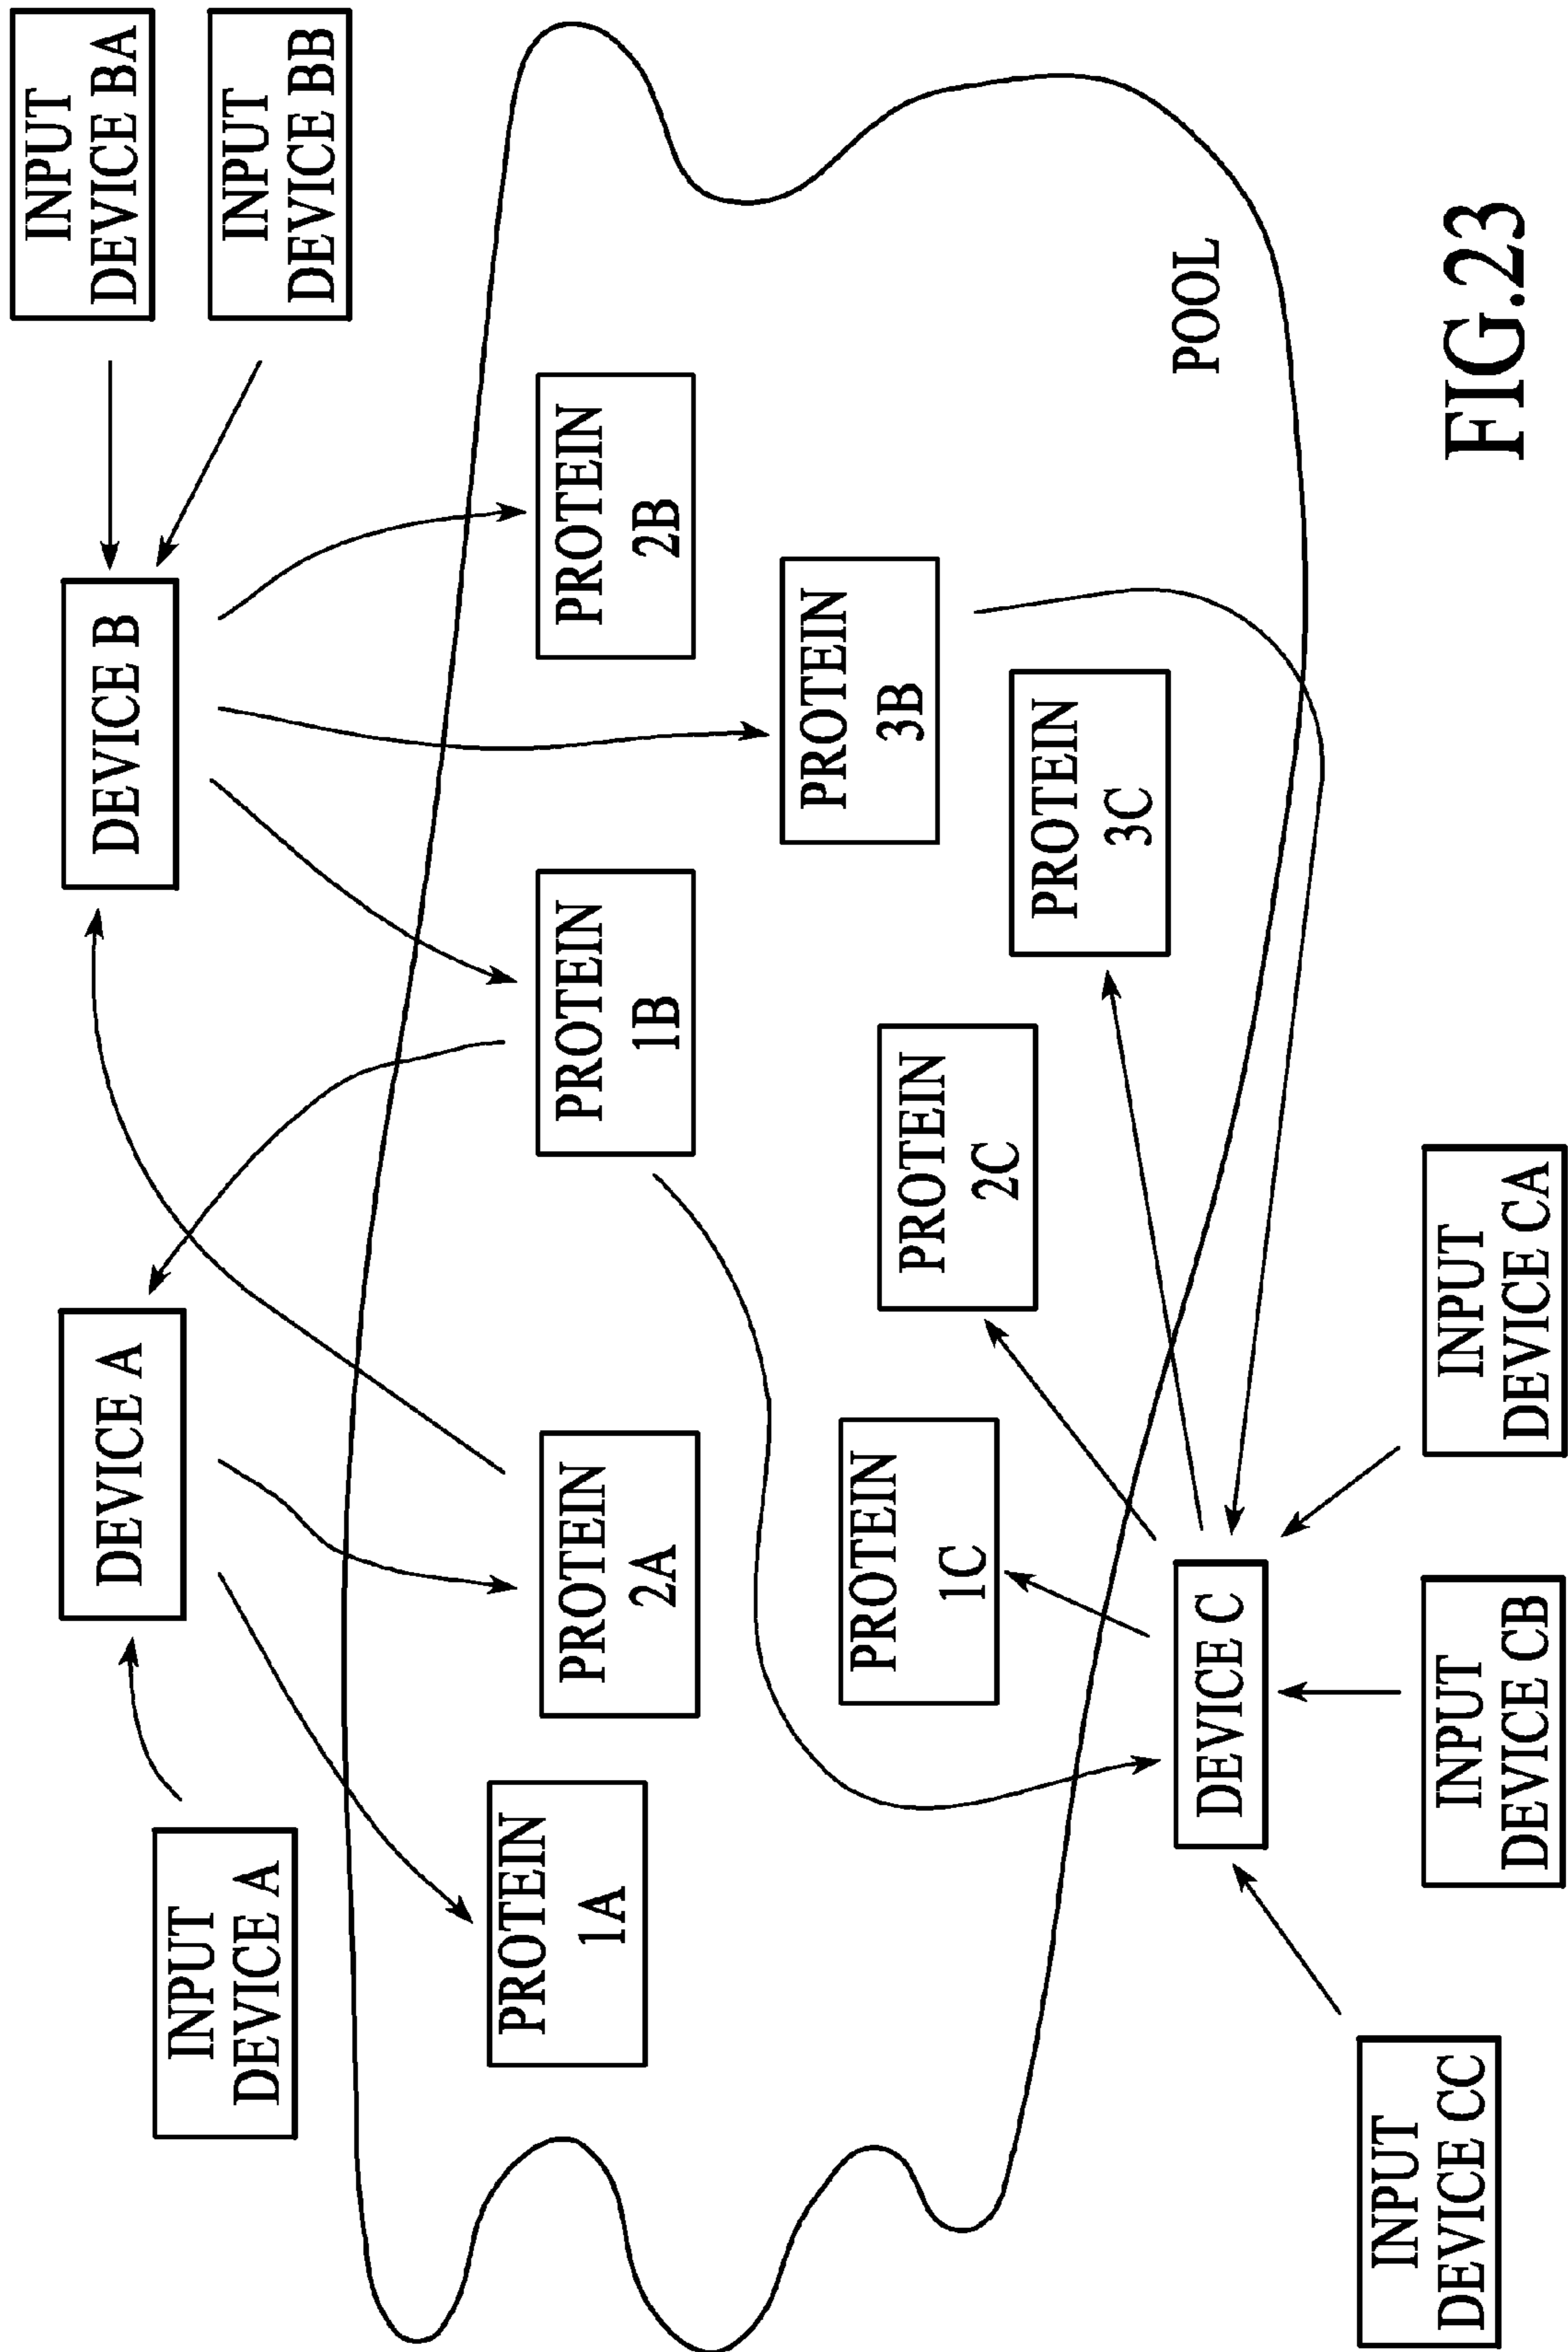 INPUT
DEVICE A
DEVICE A
DEVICE B
INPUT
DEVICE BA
INPUT
DEVICE BB
PROTEIN
1A
PROTEIN
2A
PROTEIN
1B
PROTEIN
2B
PROTEIN
3B
PROTEIN
1C
PROTEIN
2C
PROTEIN
3C
POOL
DEVICE C
INPUT
DEVICE CC
INPUT
DEVICE CB
INPUT
DEVICE CA
FIG.23